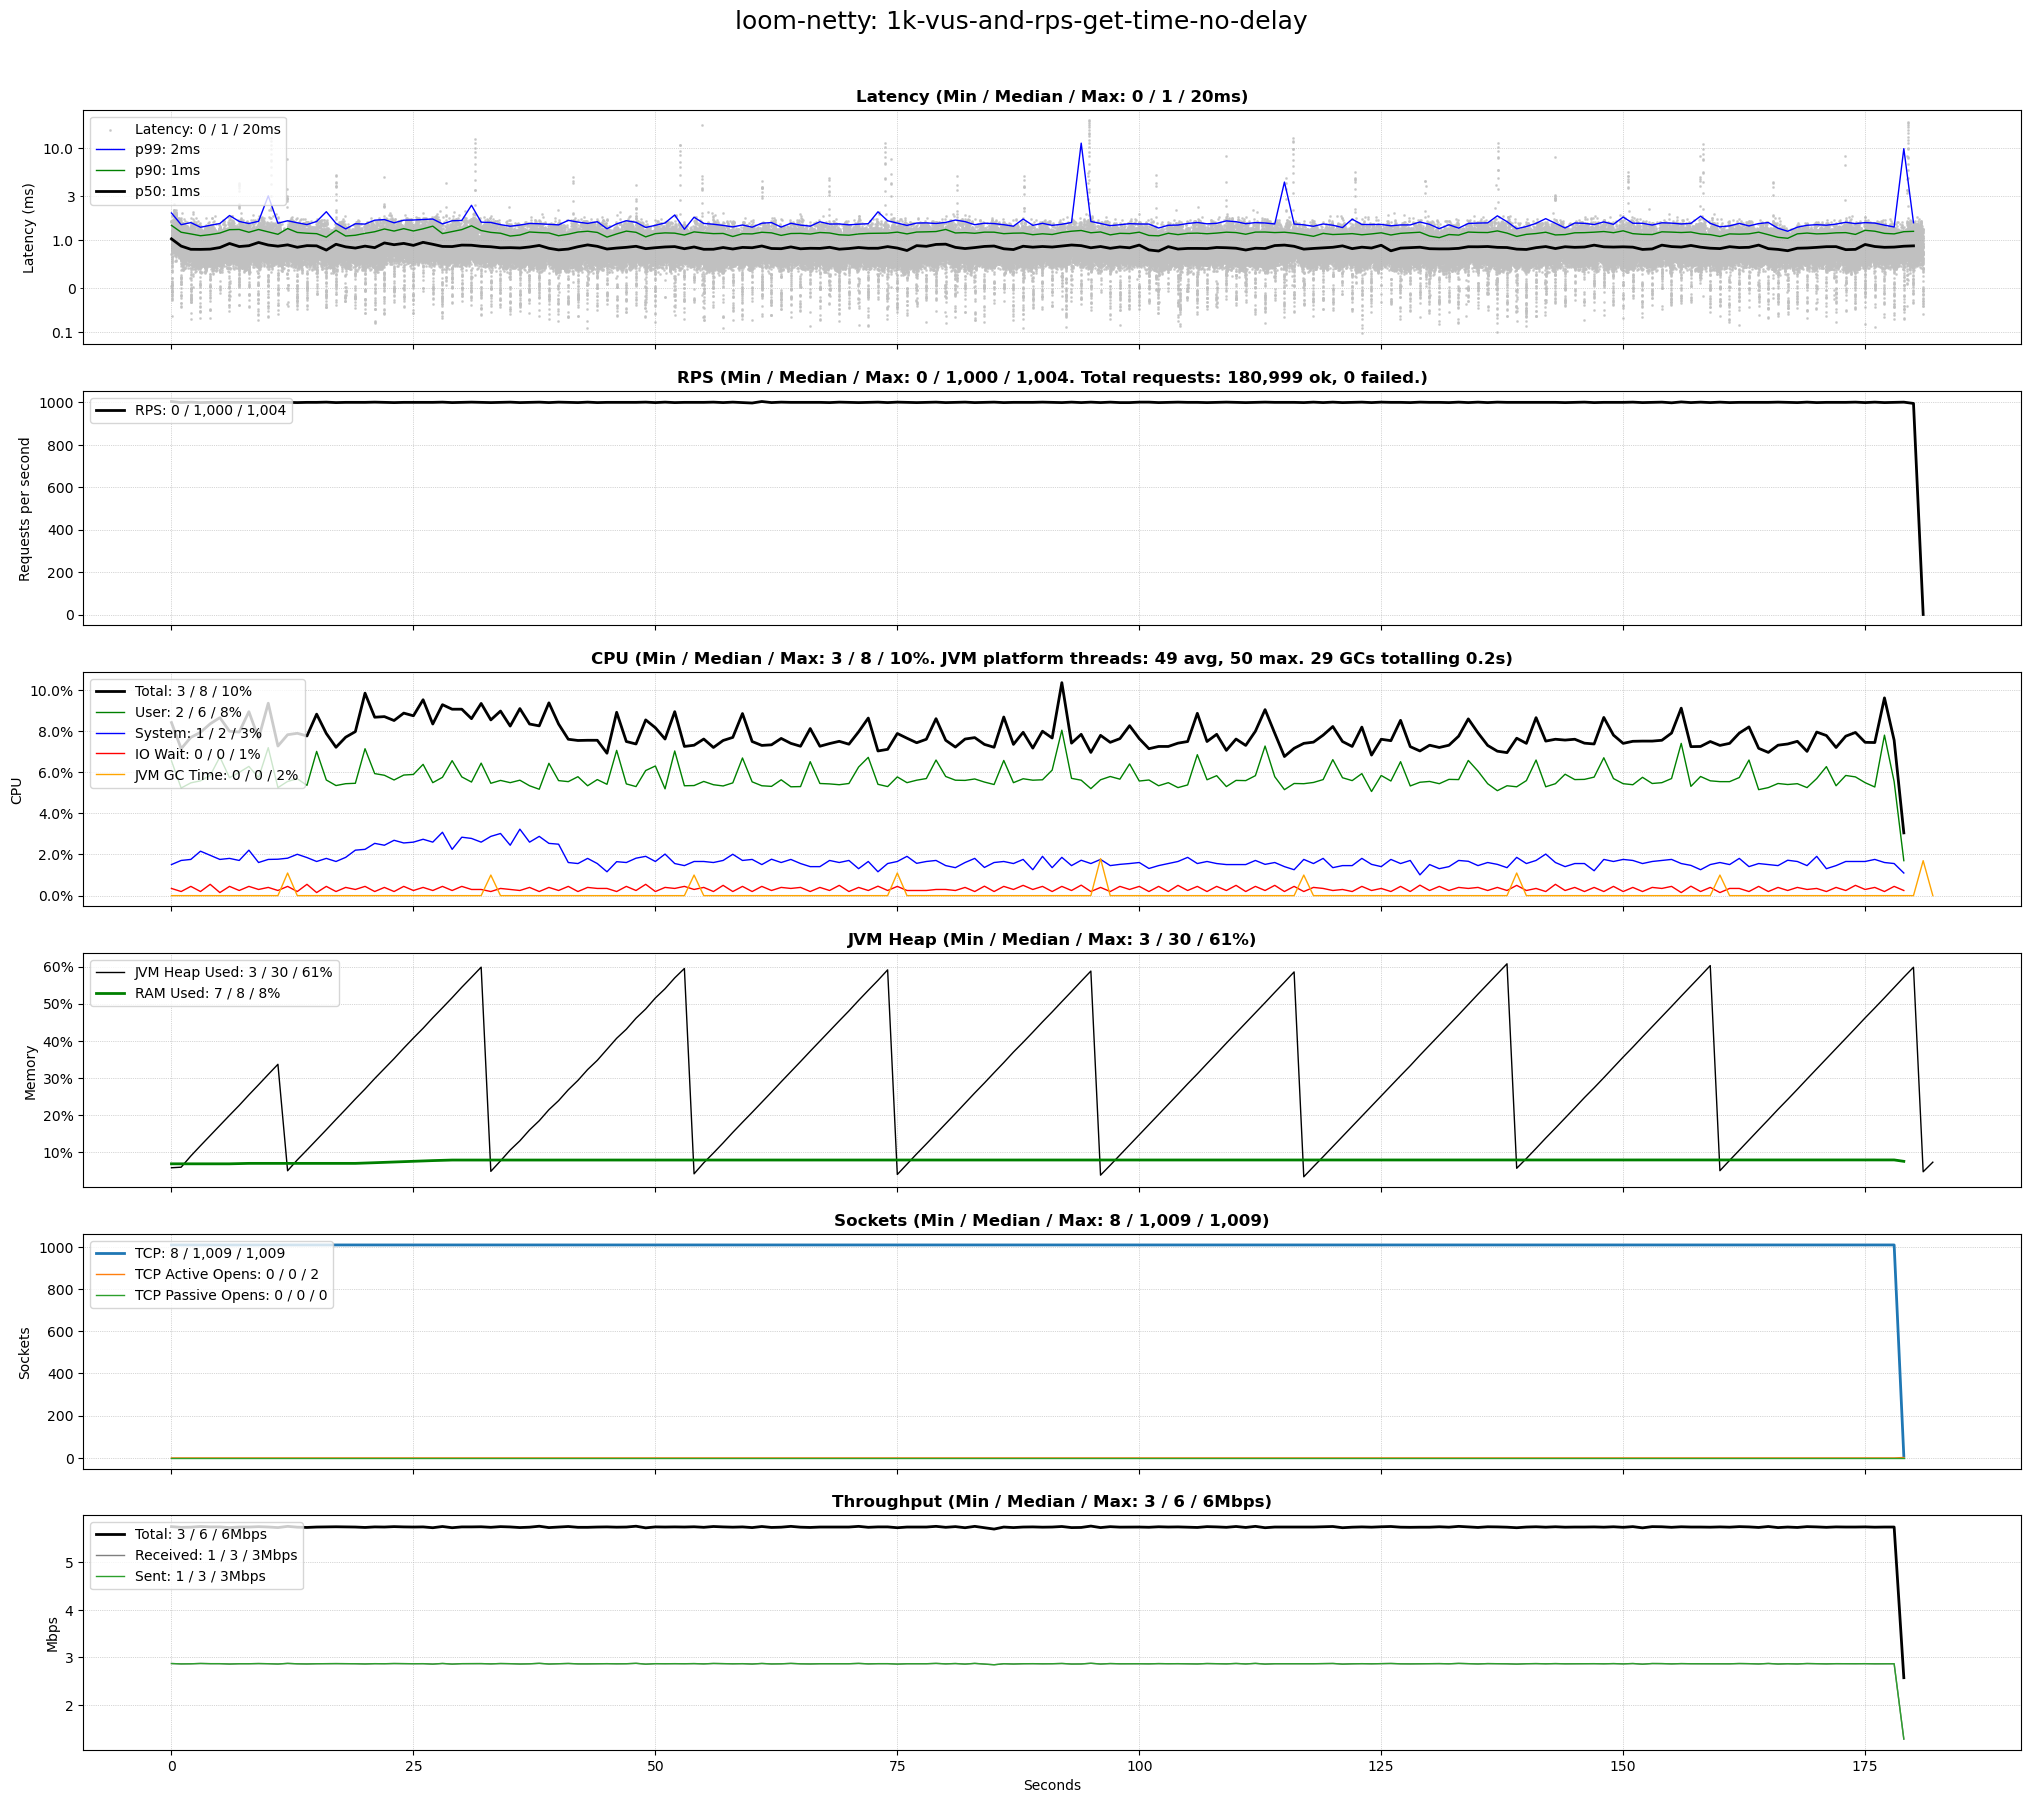 loom-netty: 1k-vus-and-rps-get-time-no-delay
Latency (Min / Median / Max: 0 / 1 / 20ms)
Latency: 0 / 1 / 20ms
p99: 2ms
p90: 1ms
p50: 1ms
10.0
3
1.0
0
0.1
Latency (ms)
RPS (Min / Median / Max: 0 / 1,000 / 1,004. Total requests: 180,999 ok, 0 failed.)
RPS: 0 / 1,000 / 1,004
1000
800
600
400
200
0
Requests per second
CPU (Min / Median / Max: 3 / 8 / 10%. JVM platform threads: 49 avg, 50 max. 29 GCs totalling 0.2s)
Total: 3 / 8 / 10%
User: 2 / 6 / 8%
System: 1 / 2 / 3%
IO Wait: 0 / 0 / 1%
JVM GC Time: 0 / 0 / 2%
10.0%
8.0%
6.0%
4.0%
2.0%
0.0%
CPU
JVM Heap (Min / Median / Max: 3 / 30 / 61%)
JVM Heap Used: 3 / 30 / 61%
RAM Used: 7 / 8 / 8%
60%
50%
40%
30%
20%
10%
Memory
Sockets (Min / Median / Max: 8 / 1,009 / 1,009)
TCP: 8 / 1,009 / 1,009
TCP Active Opens: 0 / 0 / 2
TCP Passive Opens: 0 / 0 / 0
1000
800
600
400
200
0
Sockets
Throughput (Min / Median / Max: 3 / 6 / 6Mbps)
Total: 3 / 6 / 6Mbps
Received: 1 / 3 / 3Mbps
Sent: 1 / 3 / 3Mbps
5
4
3
2
Mbps
0 25 50 75 100 125 150 175
Seconds